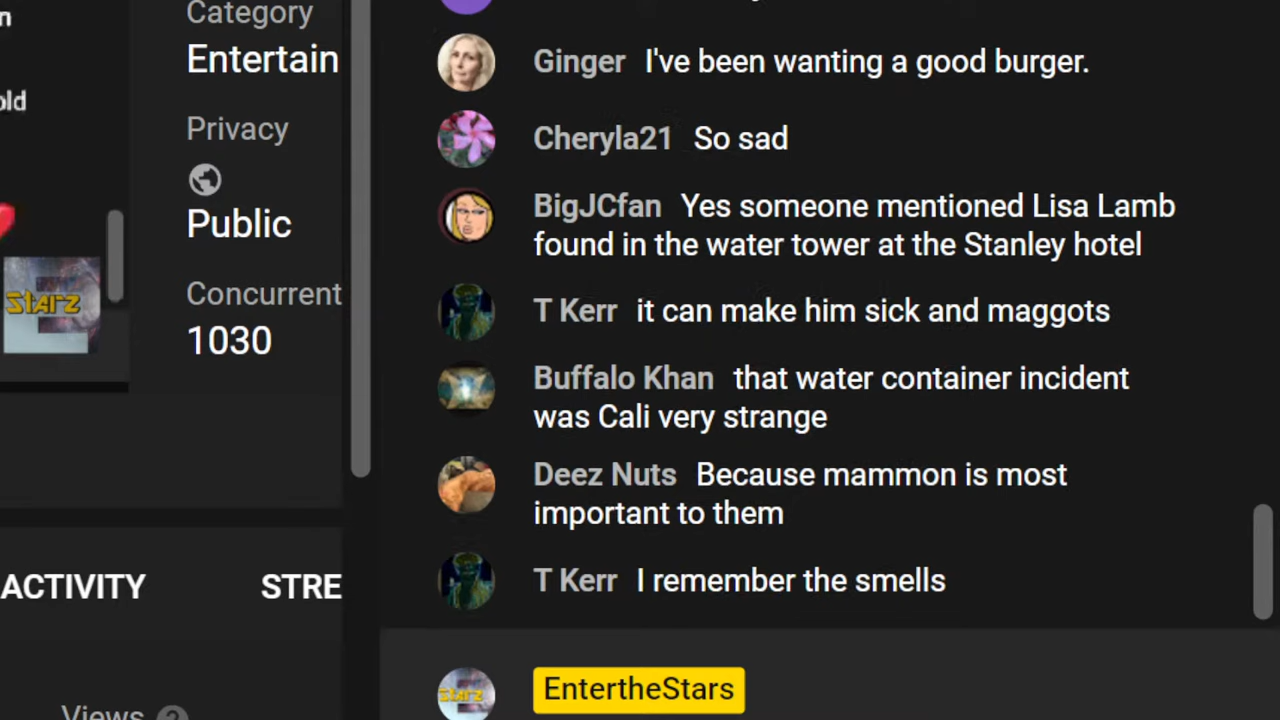 n
old
Starz
Category
Entertain
Privacy
Public
Concurrent
1030
ACTIVITY STRE
Views ?
Ginger I've been wanting a good burger.
Cheryla21 So sad
BigJCfan Yes someone mentioned Lisa Lamb
found in the water tower at the Stanley hotel
T Kerr it can make him sick and maggots
Buffalo Khan that water container incident
was Cali very strange
Deez Nuts Because mammon is most
important to them
T Kerr I remember the smells
Starz
EntertheStars